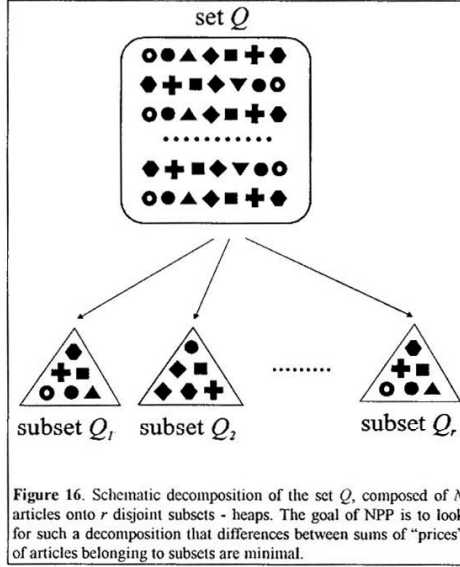 set Q
subset Q1
subset Q2
subset Qr
Figure 16. Schematic decomposition of the set Q, composed of N
articles onto r disjoint subsets - heaps. The goal of NPP is to look
for such a decomposition that differences between sums of "prices"
of articles belonging to subsets are minimal.